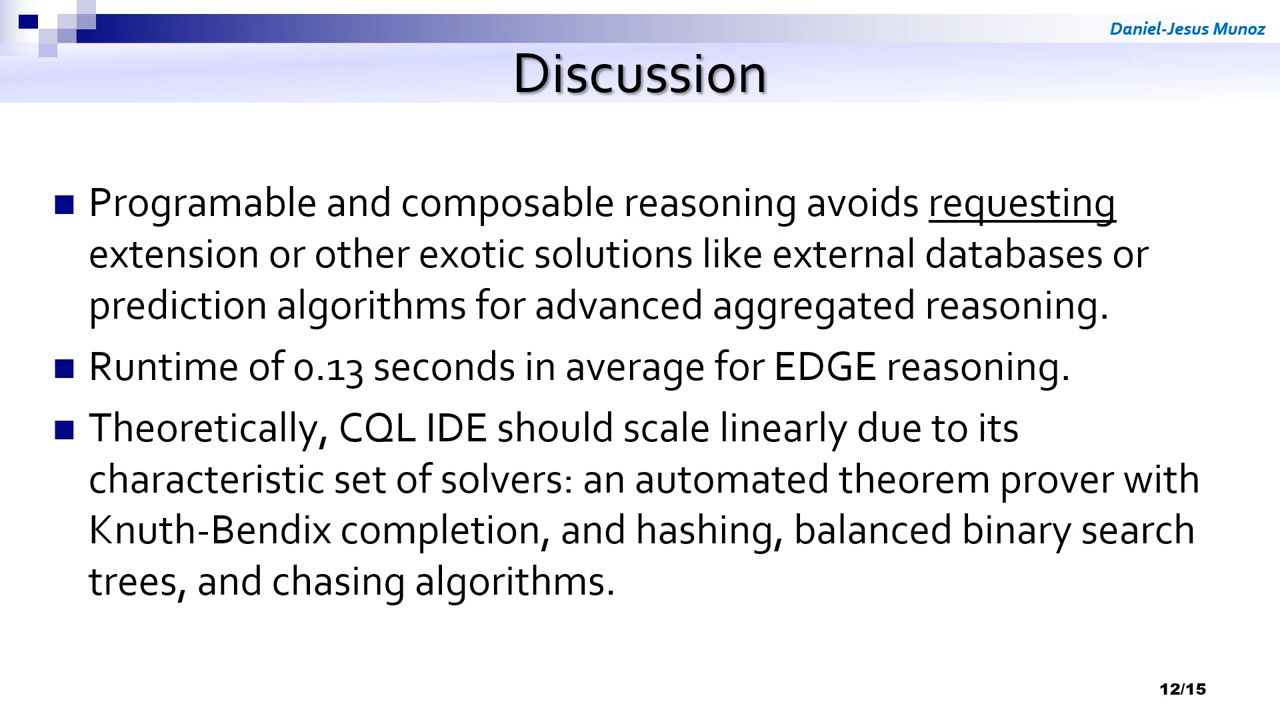 Daniel-Jesus Munoz
Discussion
Programable and composable reasoning avoids requesting
extension or other exotic solutions like external databases or
prediction algorithms for advanced aggregated reasoning.
Runtime of 0.13 seconds in average for EDGE reasoning.
Theoretically, CQL IDE should scale linearly due to its
characteristic set of solvers: an automated theorem prover with
Knuth-Bendix completion, and hashing, balanced binary search
trees, and chasing algorithms.
12/15